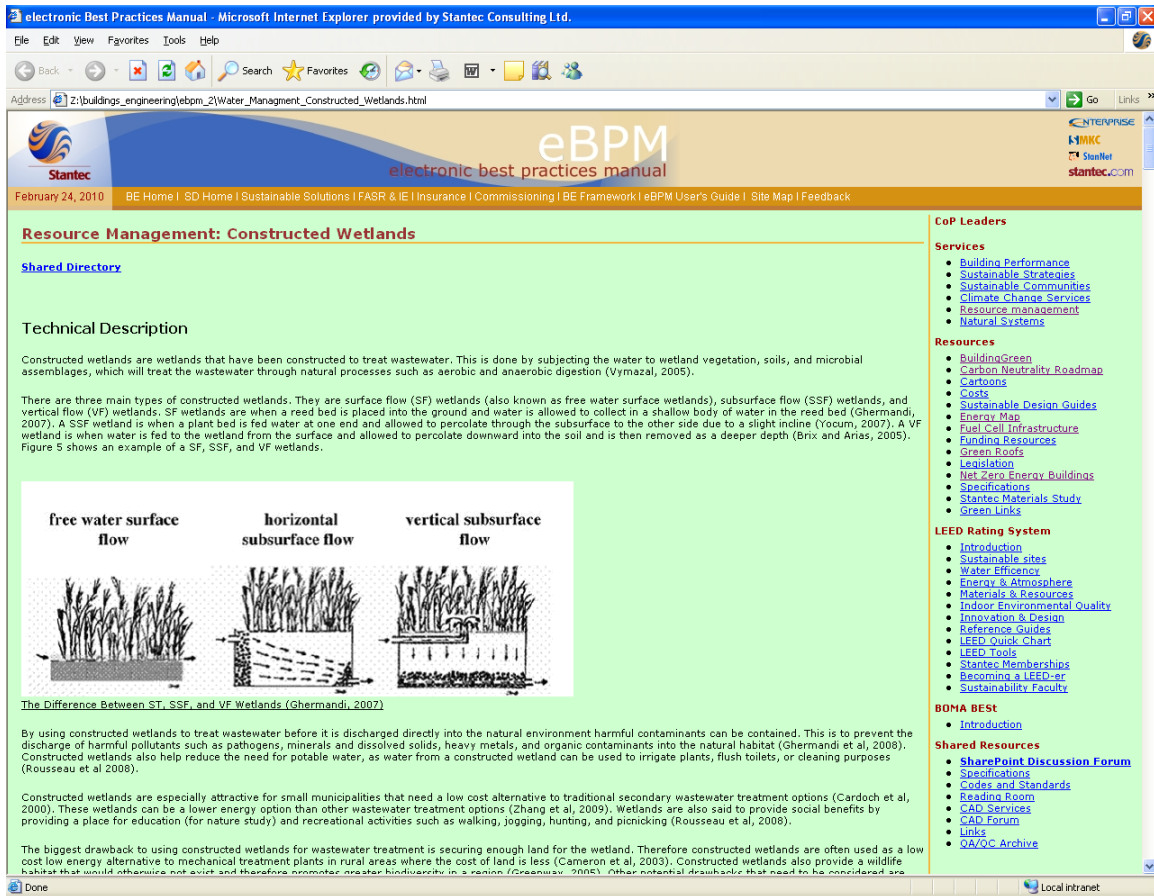 electronic Best Practices Manual - Microsoft Internet Explorer provided by Stantec Consulting Ltd.
File Edit View Favorites Tools Help
Back Search Favorites
Address Z:\buildings_engineering\ebpm_2\Water_Managment_Constructed_Wetlands.html Go Links »
Stantec
eBPM
electronic best practices manual
ENTERPRISE
MKC
StanNet
stantec.com
February 24, 2010 BE Home I SD Home I Sustainable Solutions I FASR & IE I Insurance I Commissioning I BE Framework I eBPM User's Guide I Site Map I Feedback
Resource Management: Constructed Wetlands
Shared Directory
Technical Description
Constructed wetlands are wetlands that have been constructed to treat wastewater. This is done by subjecting the water to wetland vegetation, soils, and microbial
assemblages, which will treat the wastewater through natural processes such as aerobic and anaerobic digestion (Vymazal, 2005).
There are three main types of constructed wetlands. They are surface flow (SF) wetlands (also known as free water surface wetlands), subsurface flow (SSF) wetlands, and
vertical flow (VF) wetlands. SF wetlands are when a reed bed is placed into the ground and water is allowed to collect in a shallow body of water in the reed bed (Ghermandi,
2007). A SSF wetland is when a plant bed is fed water at one end and allowed to percolate through the subsurface to the other side due to a slight incline (Yocum, 2007). A VF
wetland is when water is fed to the wetland from the surface and allowed to percolate downward into the soil and is then removed as a deeper depth (Brix and Arias, 2005).
Figure 5 shows an example of a SF, SSF, and VF wetlands.
free water surface
flow
horizontal
subsurface flow
vertical subsurface
flow
The Difference Between ST, SSF, and VF Wetlands (Ghermandi, 2007)
By using constructed wetlands to treat wastewater before it is discharged directly into the natural environment harmful contaminants can be contained. This is to prevent the
discharge of harmful pollutants such as pathogens, minerals and dissolved solids, heavy metals, and organic contaminants into the natural habitat (Ghermandi et al, 2008).
Constructed wetlands also help reduce the need for potable water, as water from a constructed wetland can be used to irrigate plants, flush toilets, or cleaning purposes
(Rousseau et al 2008).
Constructed wetlands are especially attractive for small municipalities that need a low cost alternative to traditional secondary wastewater treatment options (Cardoch et al,
2000). These wetlands can be a lower energy option than other wastewater treatment options (Zhang et al, 2009). Wetlands are also said to provide social benefits by
providing a place for education (for nature study) and recreational activities such as walking, jogging, hunting, and picnicking (Rousseau et al, 2008).
The biggest drawback to using constructed wetlands for wastewater treatment is securing enough land for the wetland. Therefore constructed wetlands are often used as a low
cost low energy alternative to mechanical treatment plants in rural areas where the cost of land is less (Cameron et al, 2003). Constructed wetlands also provide a wildlife
habitat that would otherwise not exist and therefore promotes greater biodiversity in a region (Greenway, 2005). Other potential drawbacks that need to be considered are
CoP Leaders
Services
Building Performance
Sustainable Strategies
Sustainable Communities
Climate Change Services
Resource management
Natural Systems
Resources
BuildingGreen
Carbon Neutrality Roadmap
Cartoons
Costs
Sustainable Design Guides
Energy Map
Fuel Cell Infrastructure
Funding Resources
Green Roofs
Legislation
Net Zero Energy Buildings
Specifications
Stantec Materials Study
Green Links
LEED Rating System
Introduction
Sustainable sites
Water Efficency
Energy & Atmosphere
Materials & Resources
Indoor Environmental Quality
Innovation & Design
Reference Guides
LEED Quick Chart
LEED Tools
Stantec Memberships
Becoming a LEED-er
Sustainability Faculty
BOMA BESt
Introduction
Shared Resources
SharePoint Discussion Forum
Specifications
Codes and Standards
Reading Room
CAD Services
CAD Forum
Links
QA/QC Archive
Done Local intranet